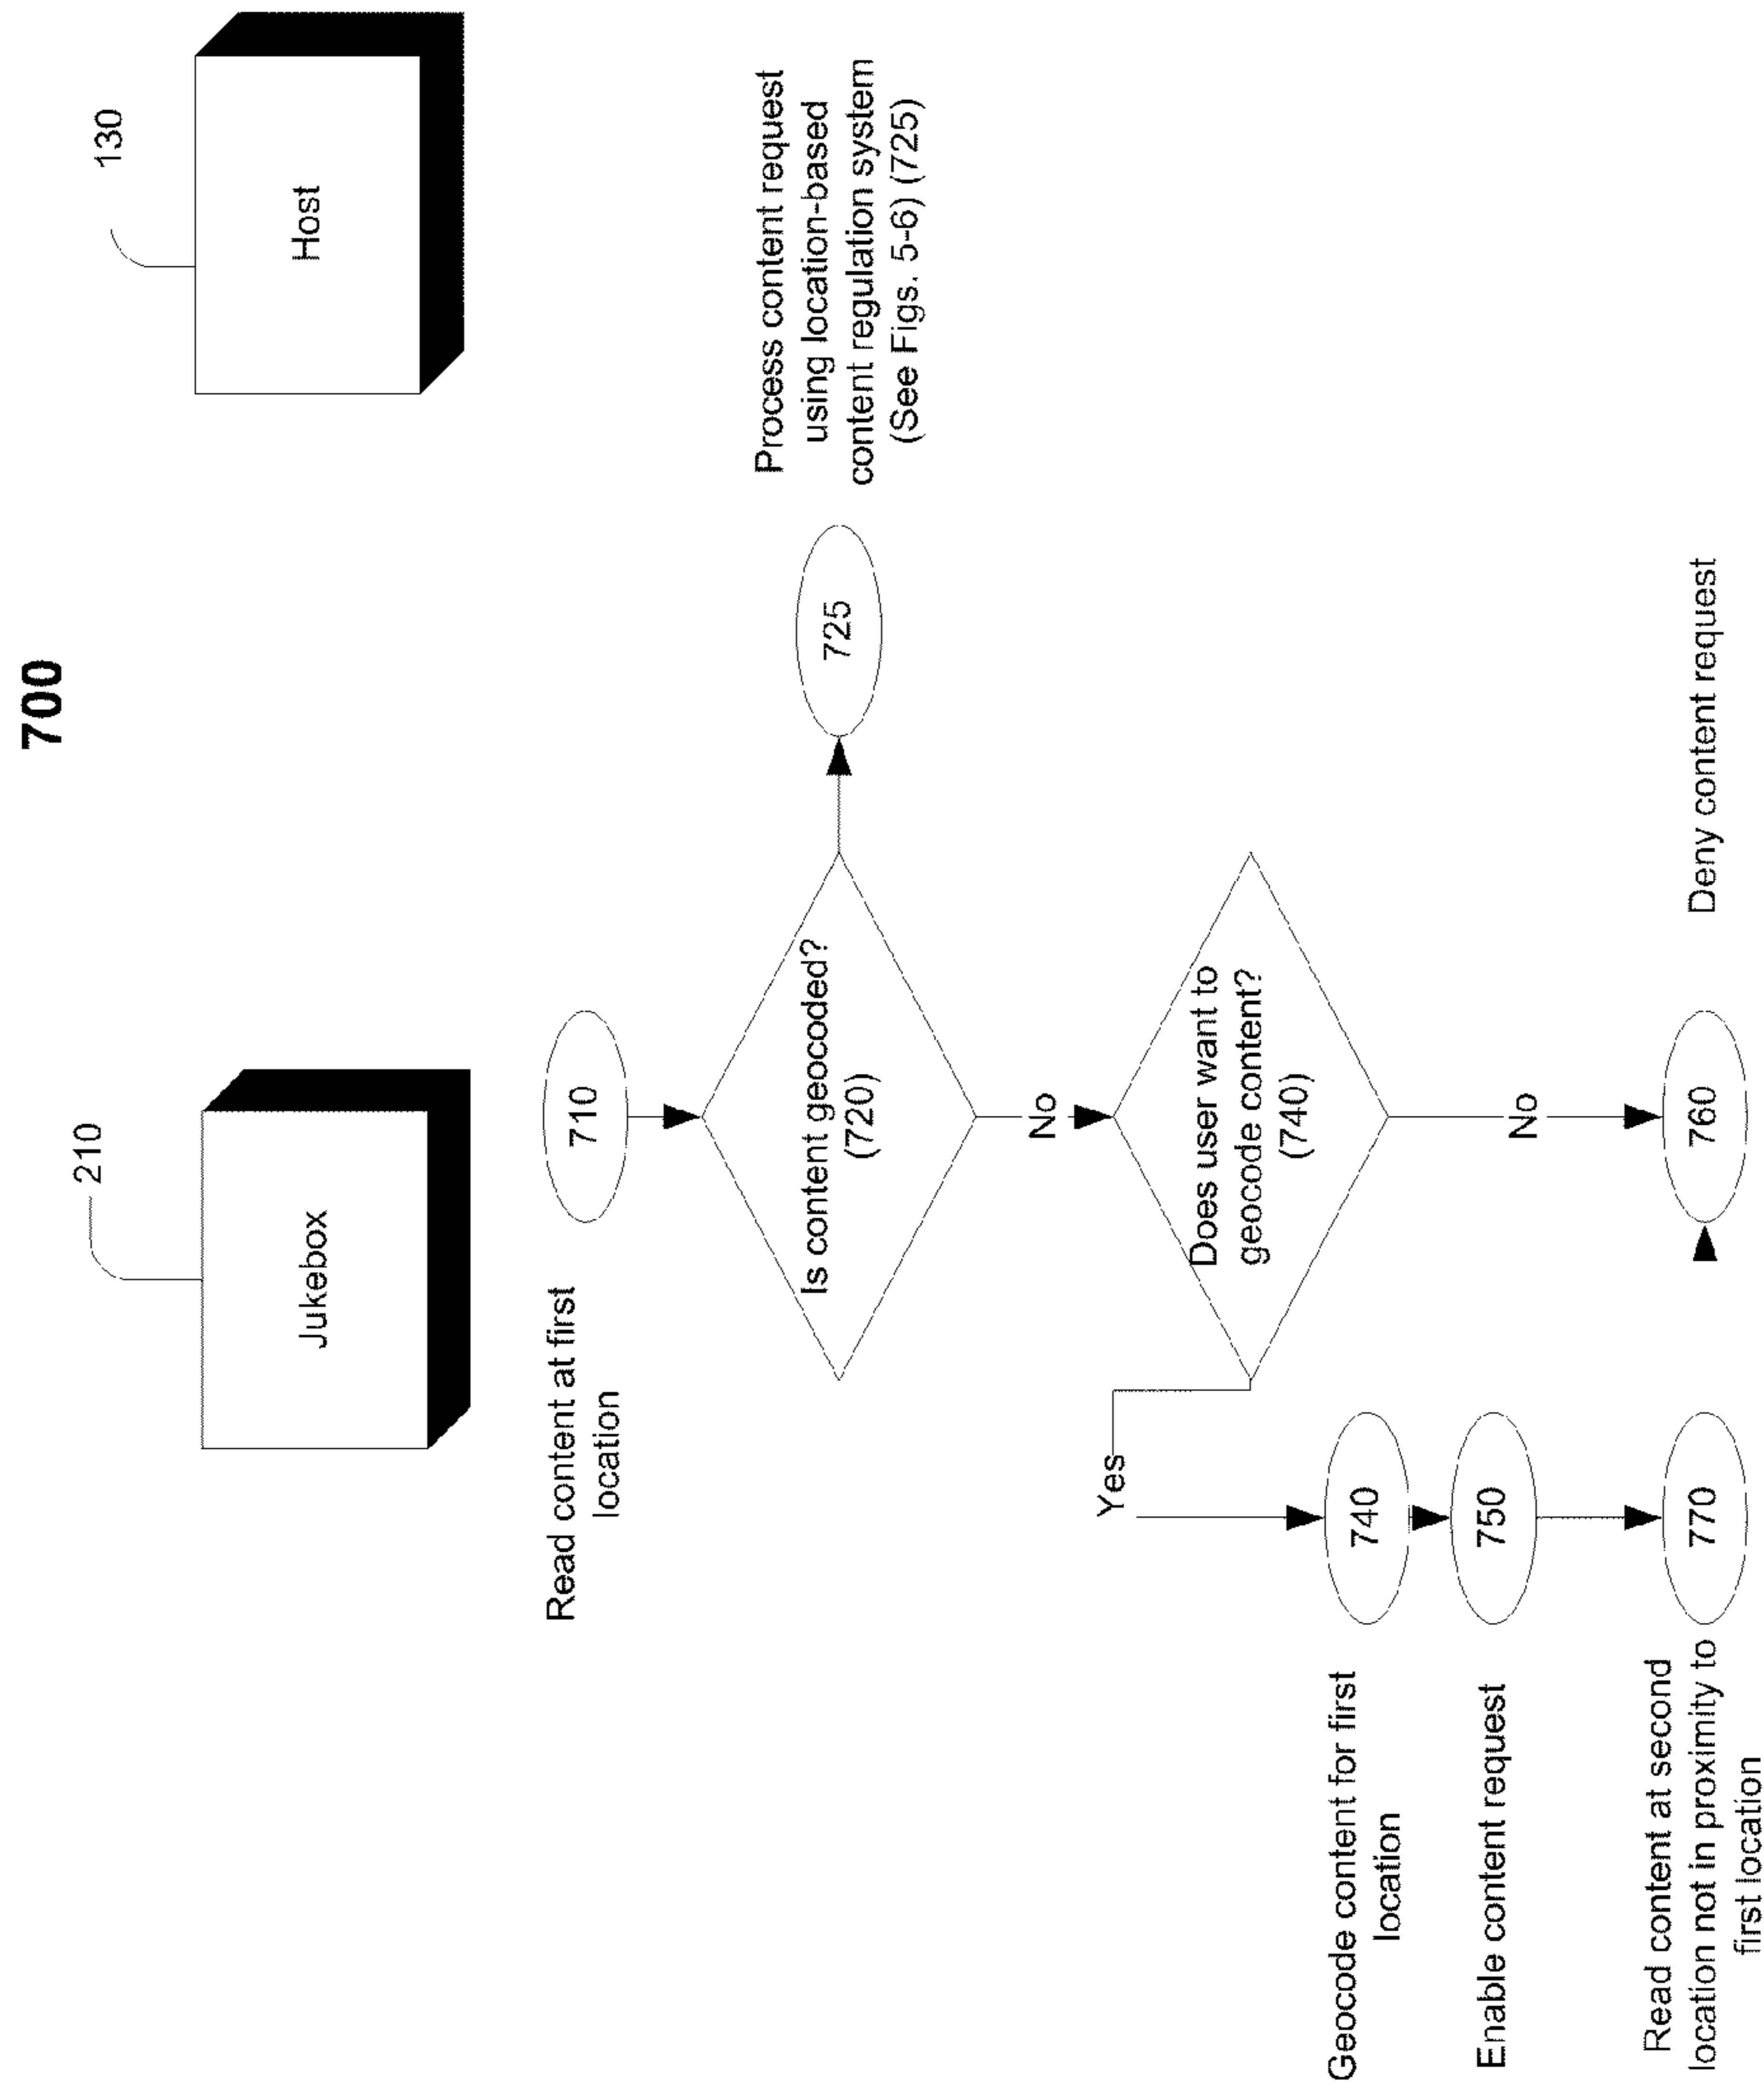 700
210
Jukebox
130
Host
Read content at first
location
710
Is content geocoded?
(720)
725
Process content request
using location-based
content regulation system
(See Figs. 5-6) (725)
No
Does user want to
geocode content?
(740)
Yes
Geocode content for first
location
740
Enable content request
750
No
Read content at second
location not in proximity to
first location
770
760
Deny content request